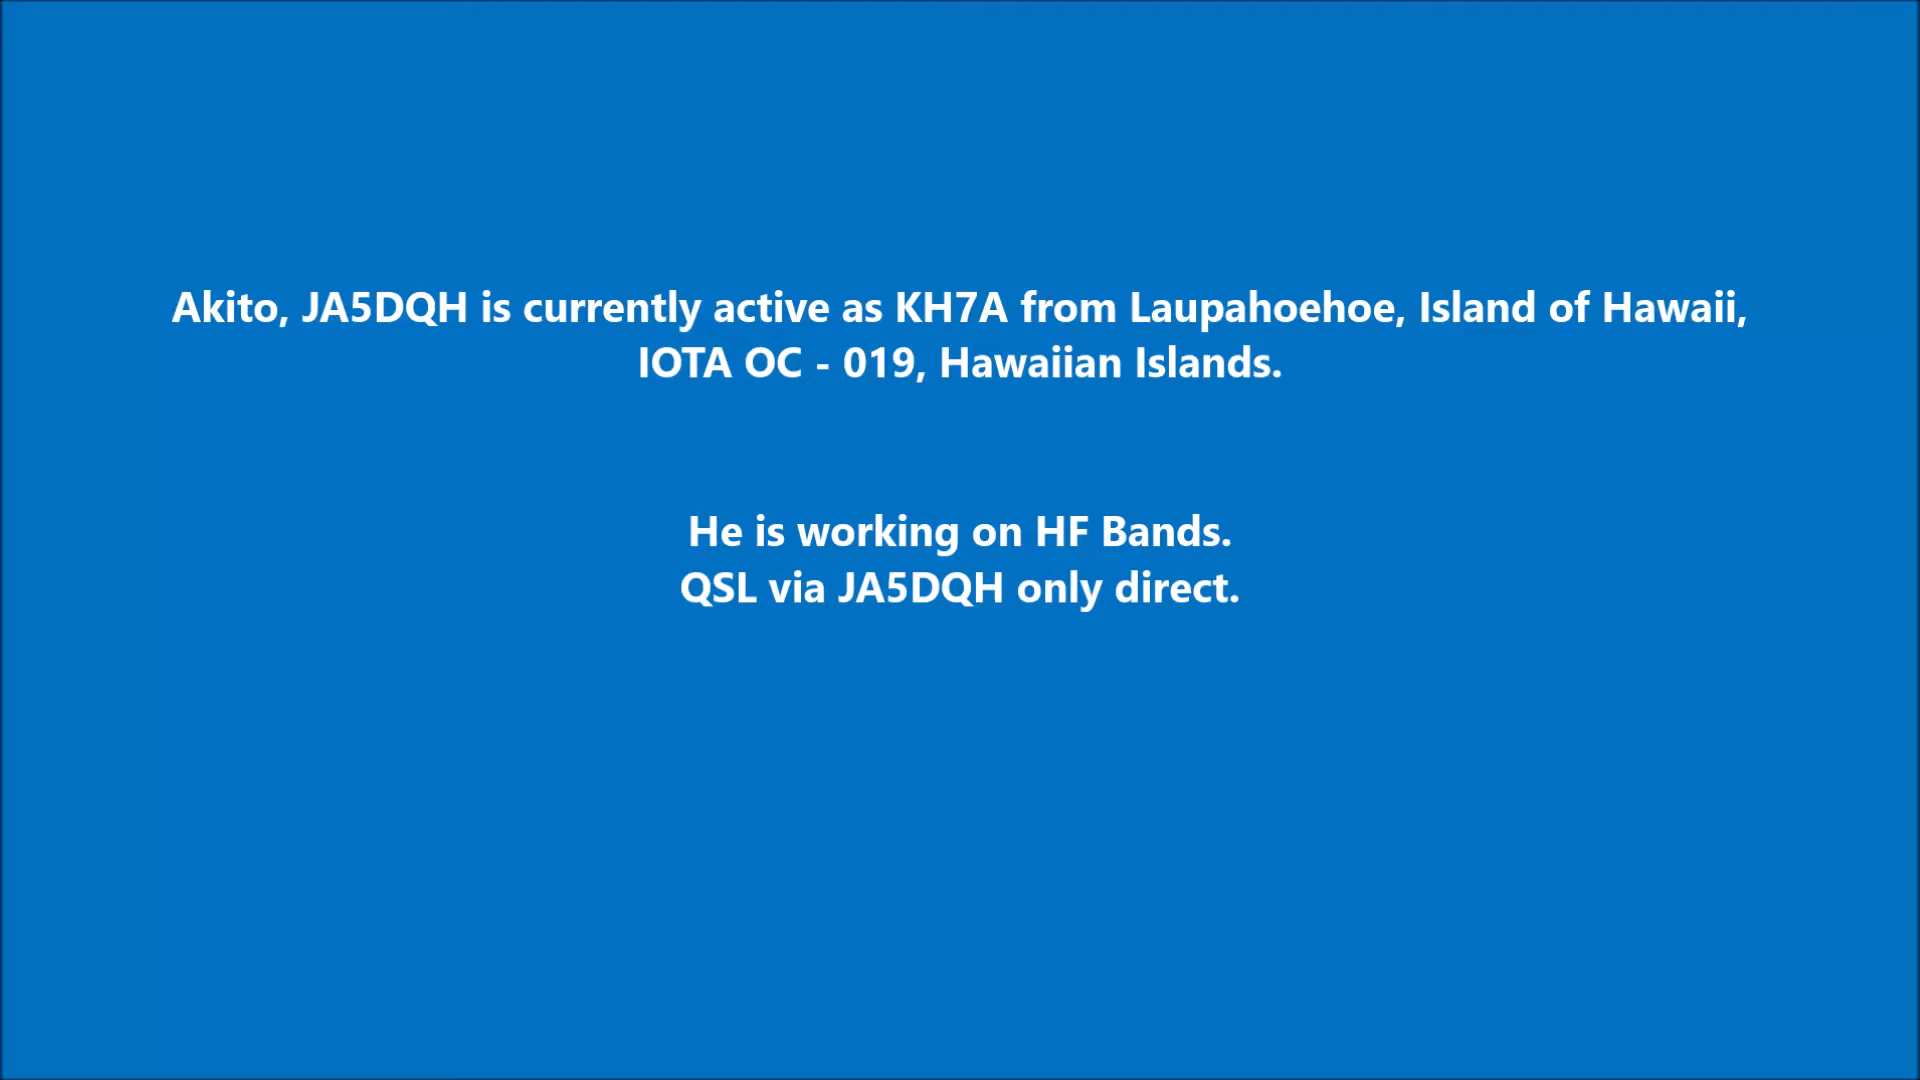 Akito, JA5DQH is currently active as KH7A from Laupahoehoe, Island of Hawaii,
IOTA OC - 019, Hawaiian Islands.
He is working on HF Bands.
QSL via JA5DQH only direct.